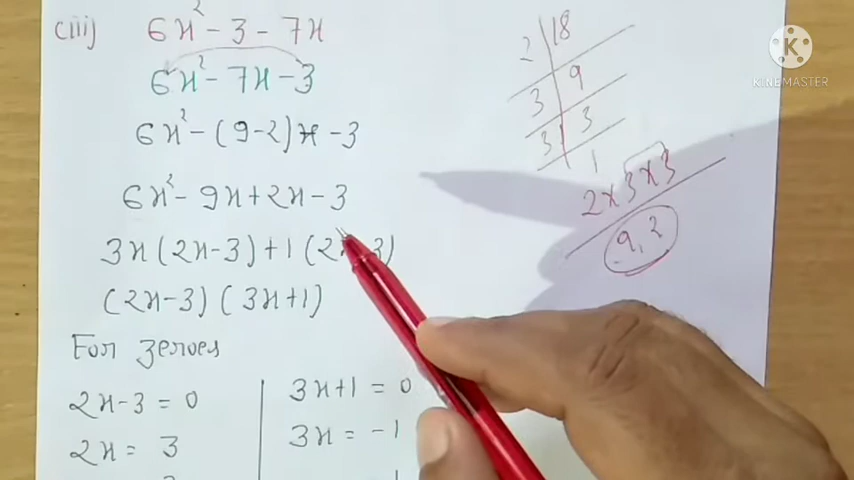 (iii) 6x² - 3 - 7x
6x² - 7x - 3
6x² - (9-2)x - 3
6x² - 9x + 2x - 3
3x (2x-3) + 1 (2x-3)
(2x-3) (3x+1)
For zeroes
2x-3 = 0
2x = 3
3x+1 = 0
3x = -1
2 | 18
3 | 9
3 | 3
1
2×3×3
9, 2
K
KINEMASTER